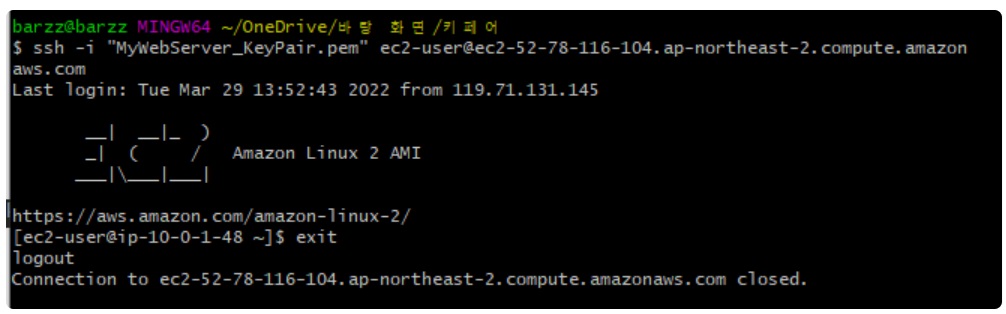 barzz@barzz MINGW64 ~/OneDrive/바탕 화면/키페어
$ ssh -i "MyWebServer_KeyPair.pem" ec2-user@ec2-52-78-116-104.ap-northeast-2.compute.amazon
aws.com
Last login: Tue Mar 29 13:52:43 2022 from 119.71.131.145
       __|  __|_  )
       _|  (     /   Amazon Linux 2 AMI
      ___|\___|___|
https://aws.amazon.com/amazon-linux-2/
[ec2-user@ip-10-0-1-48 ~]$ exit
logout
Connection to ec2-52-78-116-104.ap-northeast-2.compute.amazonaws.com closed.